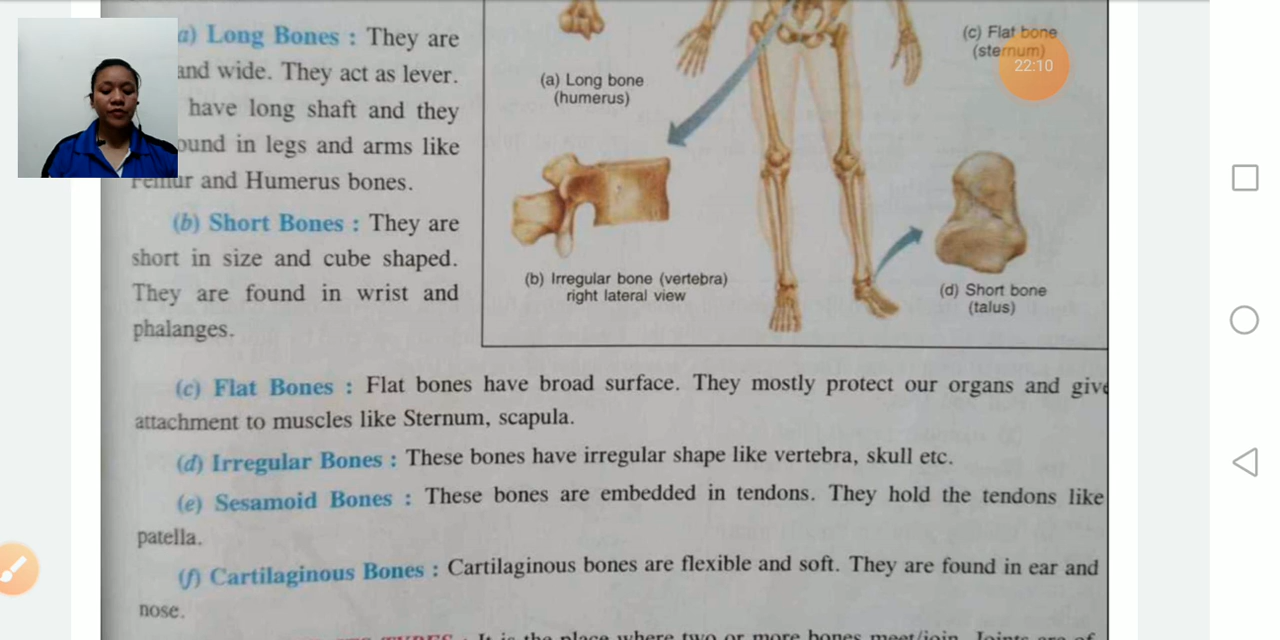 a) Long Bones : They are
and wide. They act as lever.
have long shaft and they
ound in legs and arms like
Femur and Humerus bones.
(b) Short Bones : They are
short in size and cube shaped.
They are found in wrist and
phalanges.
(a) Long bone
(humerus)
(c) Flat bone
(sternum)
22:10
(b) Irregular bone (vertebra)
right lateral view
(d) Short bone
(talus)
(c) Flat Bones : Flat bones have broad surface. They mostly protect our organs and give
attachment to muscles like Sternum, scapula.
(d) Irregular Bones : These bones have irregular shape like vertebra, skull etc.
(e) Sesamoid Bones : These bones are embedded in tendons. They hold the tendons like
patella.
(f) Cartilaginous Bones : Cartilaginous bones are flexible and soft. They are found in ear and
nose.
TYPES : It is the place where two or more bones meet/join. Joints are of